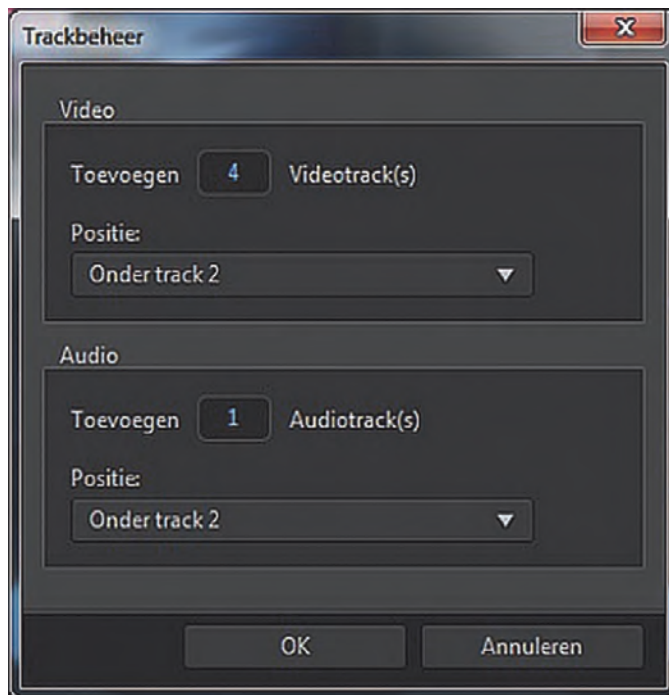 Trackbeheer
Video
Toevoegen 4 Videotrack(s)
Positie:
Onder track 2
Audio
Toevoegen 1 Audiotrack(s)
Positie:
Onder track 2
OK Annuleren